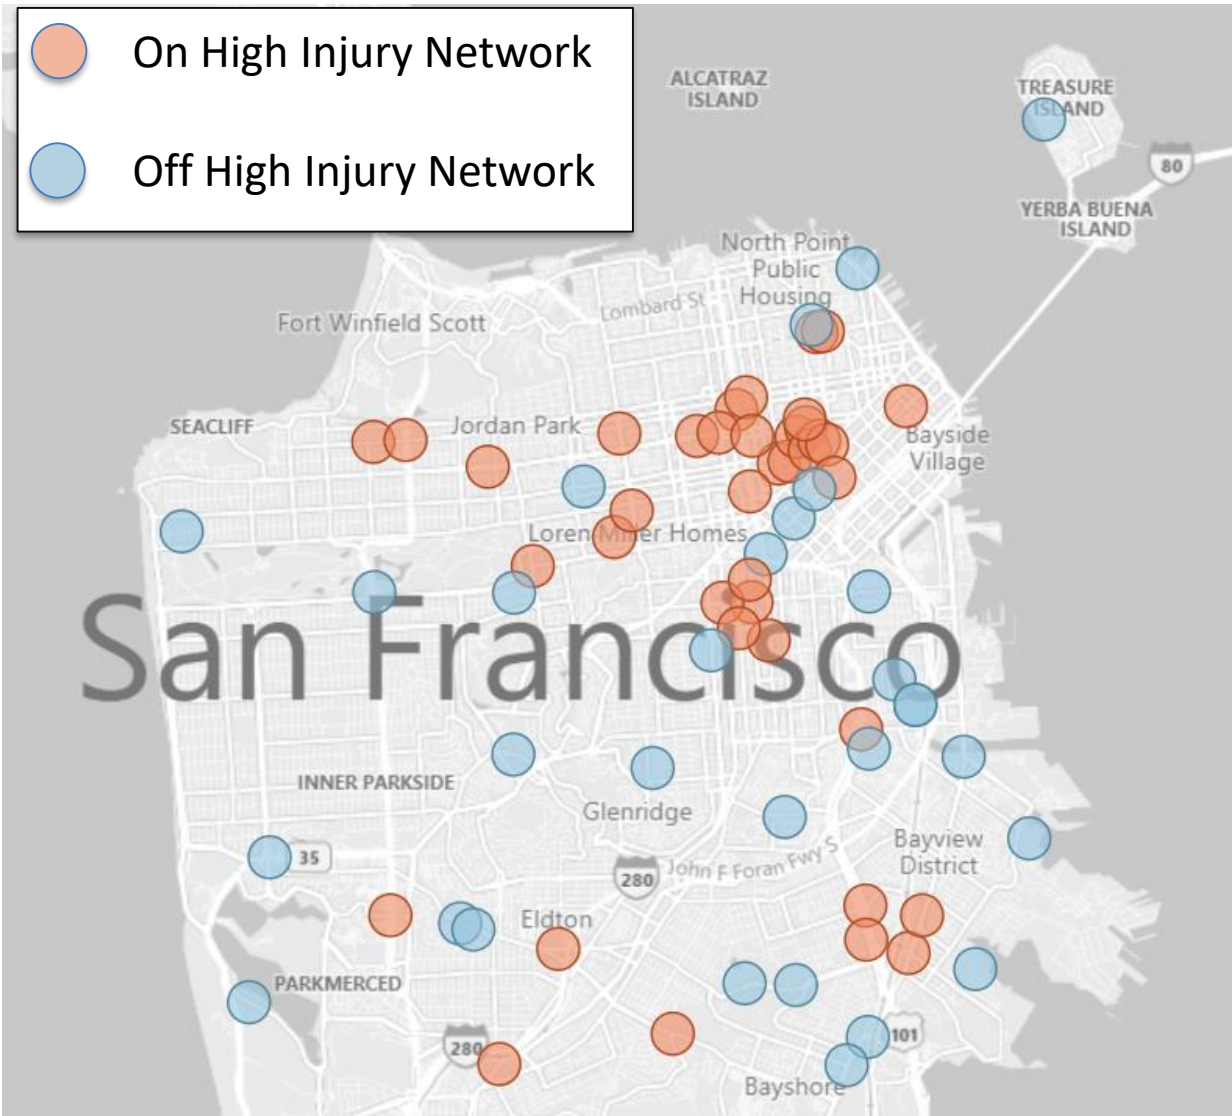 On High Injury Network
Off High Injury Network
ALCATRAZ
ISLAND
TREASURE
ISLAND
80
YERBA BUENA
ISLAND
North Point
Public
Housing
Lombard St
Fort Winfield Scott
SEACLIFF
Jordan Park
Bayside
Village
Loren Miller Homes
San Francisco
INNER PARKSIDE
Glenridge
Bayview
District
35
280
John F Foran Fwy S
Eldton
PARKMERCED
280
101
Bayshore